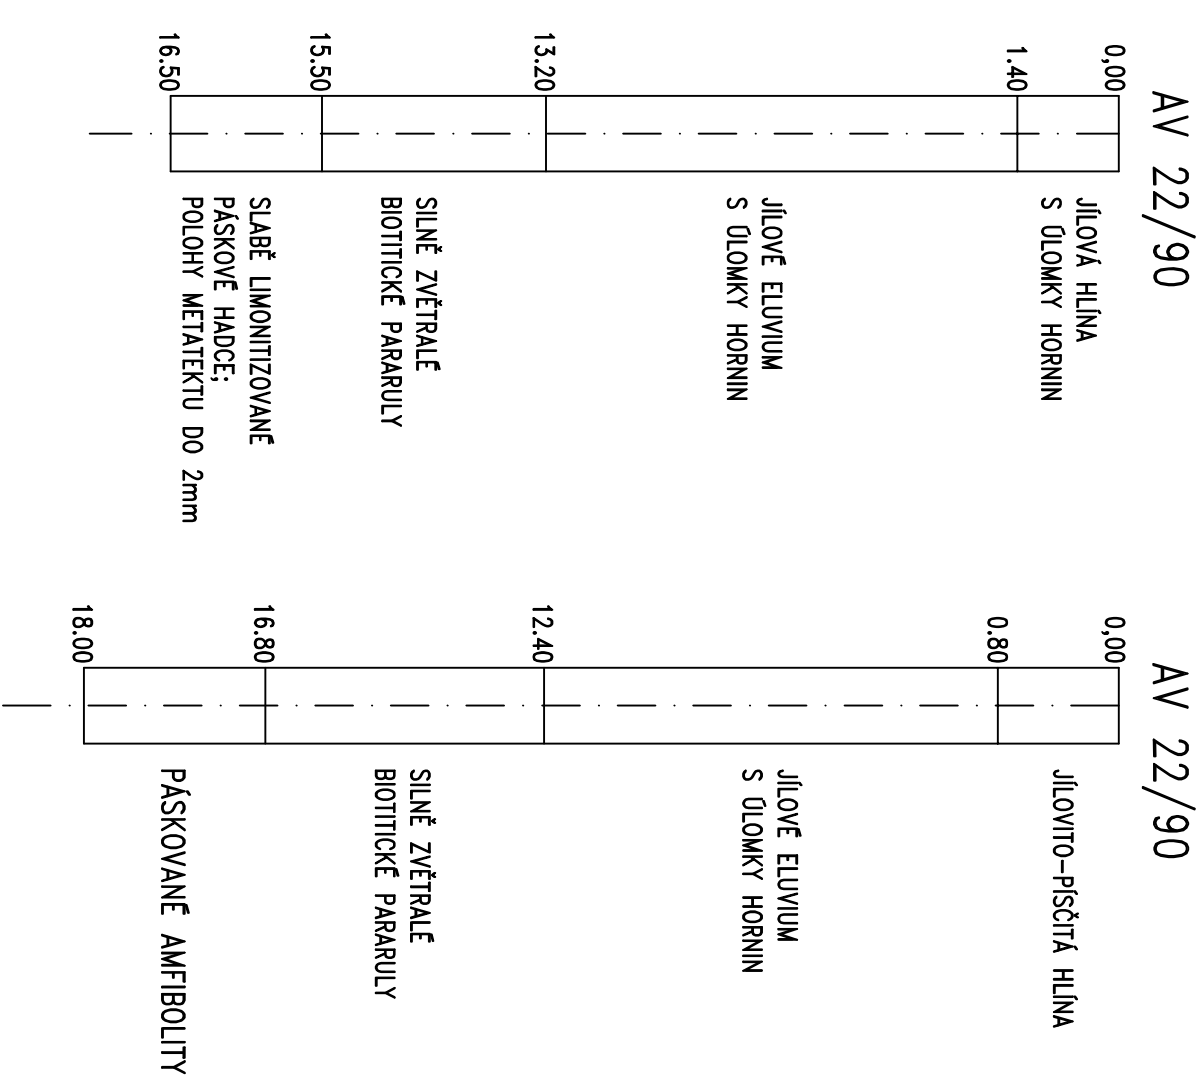 AV 22/90
0,00
JÍLOVÁ HLÍNA
S ÚLOMKY HORNIN
1.40
JÍLOVÉ ELUVIUM
S ÚLOMKY HORNIN
13.20
SILNĚ ZVĚTRALÉ
BIOTITICKÉ PARARULY
15.50
SLABĚ LIMONITIZOVANÉ
PÁSKOVÉ HADCE;
POLOHY METATEKTU DO 2mm
16.50
AV 22/90
0,00
JÍLOVITO-PÍSČITÁ HLÍNA
0.80
JÍLOVÉ ELUVIUM
S ÚLOMKY HORNIN
12.40
SILNĚ ZVĚTRALÉ
BIOTITICKÉ PARARULY
16.80
PÁSKOVANÉ AMFIBOLITY
18.00